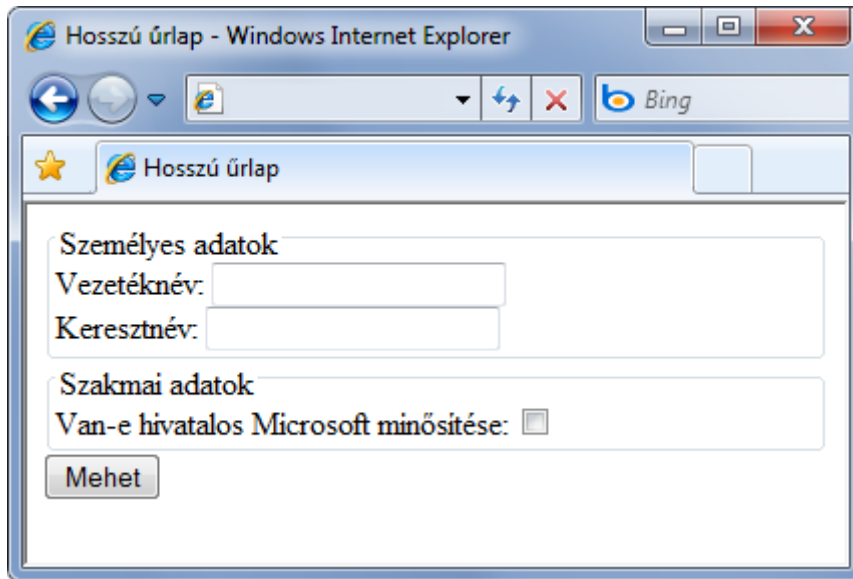 Hosszú űrlap - Windows Internet Explorer
Bing
Hosszú űrlap
Személyes adatok
Vezetéknév:
Keresztnév:
Szakmai adatok
Van-e hivatalos Microsoft minősítése:
Mehet